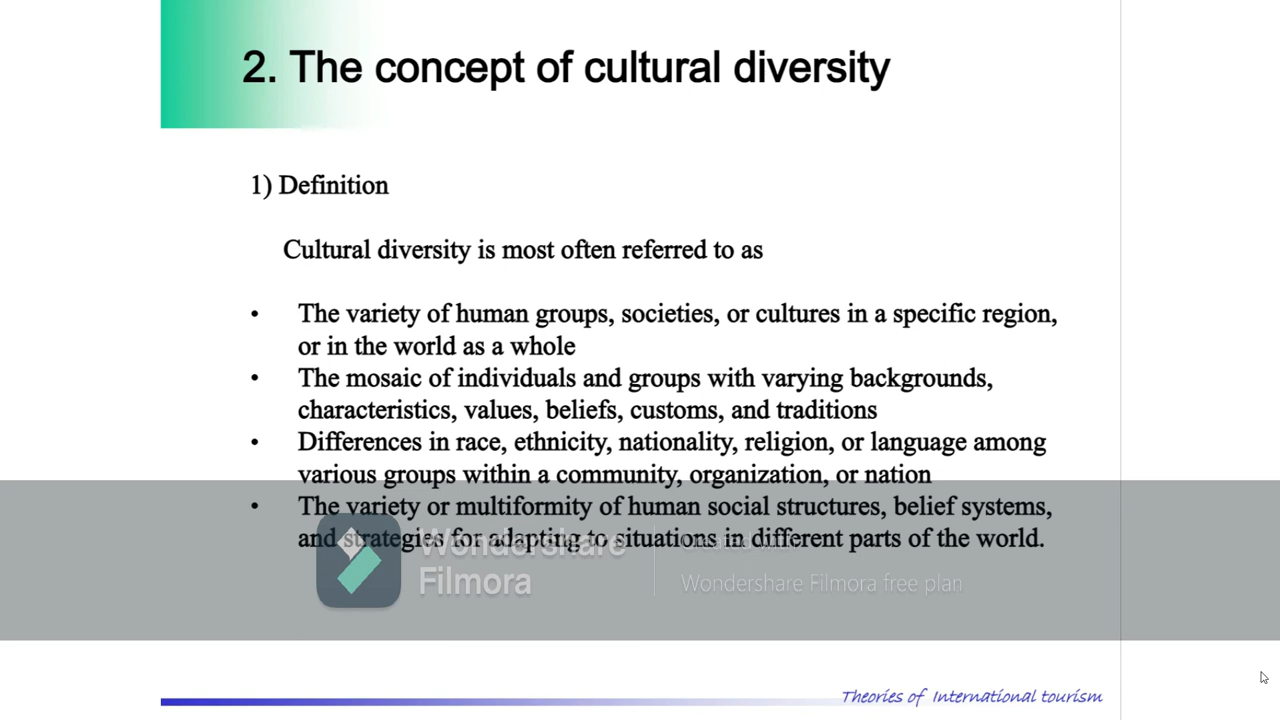 2. The concept of cultural diversity
1) Definition
Cultural diversity is most often referred to as
• The variety of human groups, societies, or cultures in a specific region,
or in the world as a whole
• The mosaic of individuals and groups with varying backgrounds,
characteristics, values, beliefs, customs, and traditions
• Differences in race, ethnicity, nationality, religion, or language among
various groups within a community, organization, or nation
• The variety or multiformity of human social structures, belief systems,
and strategies for adapting to situations in different parts of the world.
Wondershare
Filmora
Created with
Wondershare Filmora free plan
Theories of International tourism